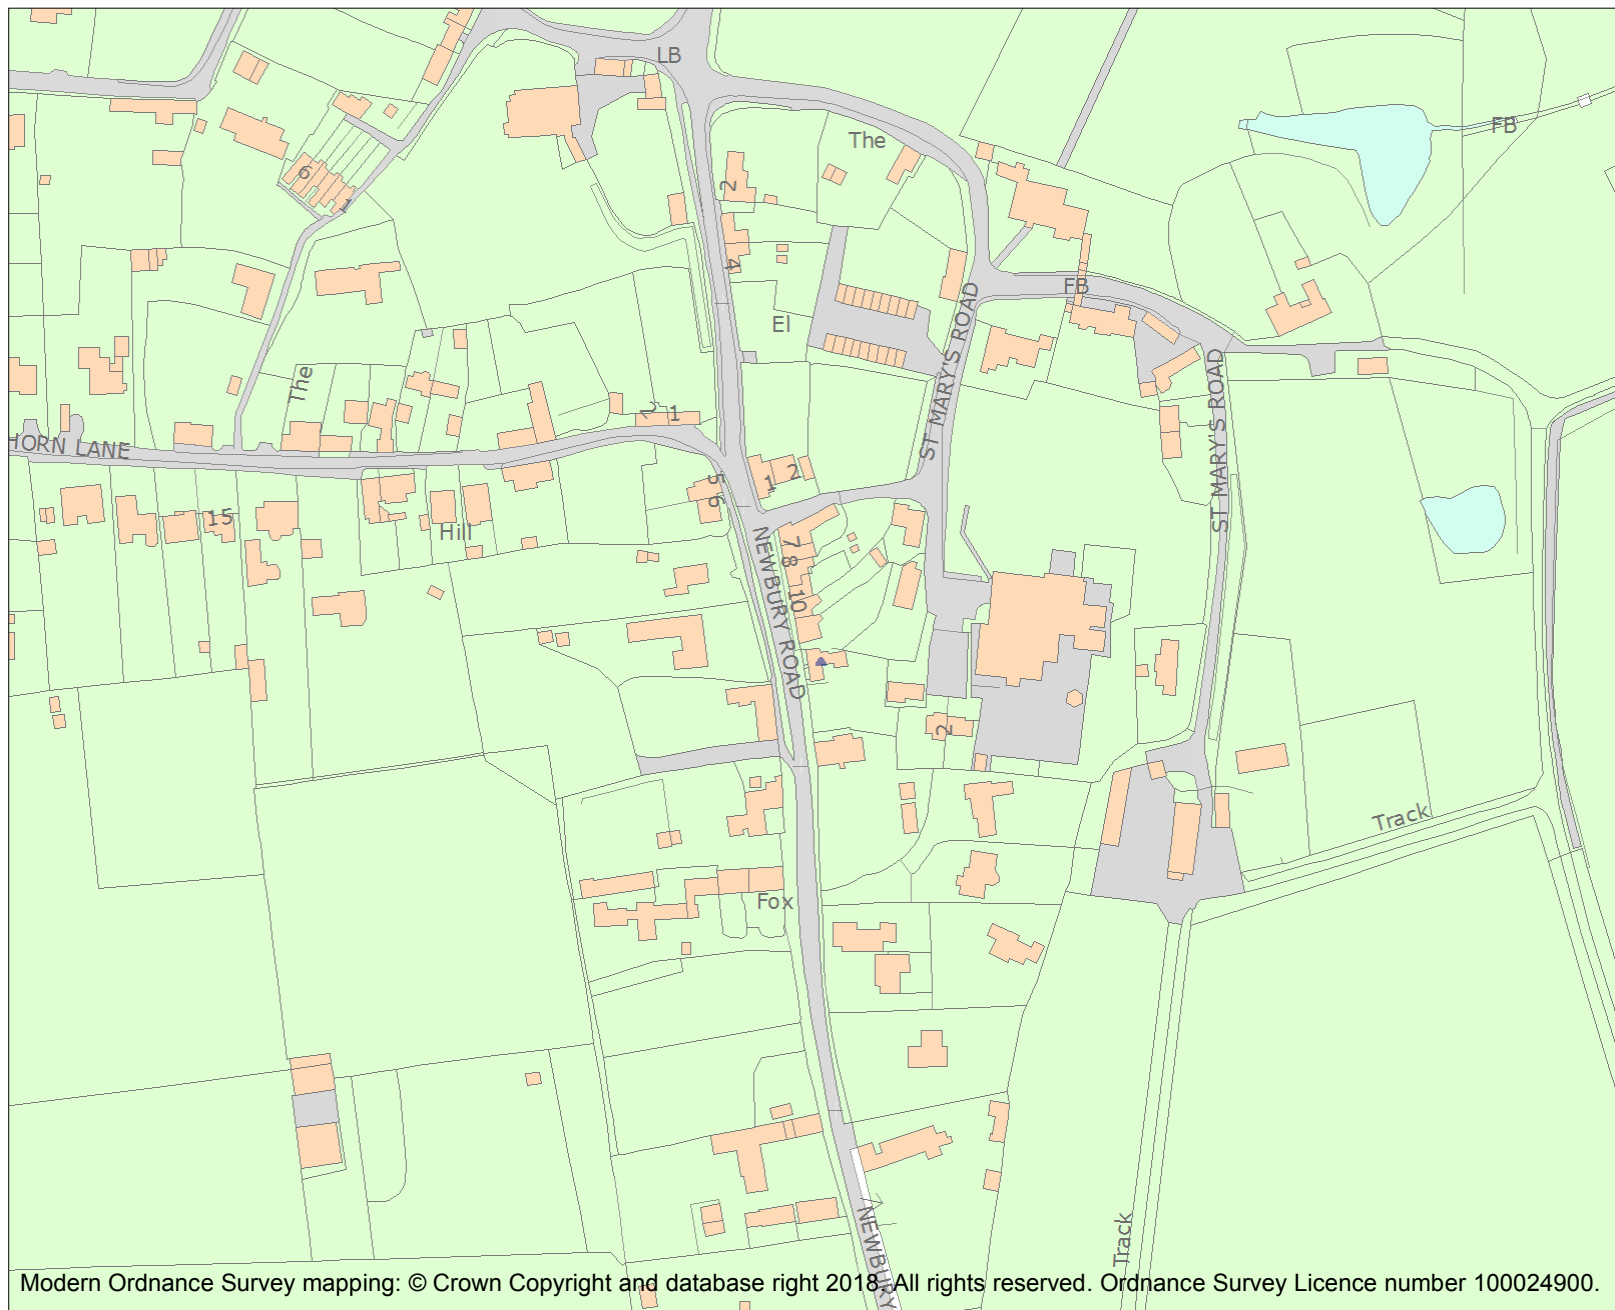 LB
The
FB
2
6
1
4
FB
El
ST MARY'S ROAD
ST MARY'S ROAD
The
2
1
HORN LANE
1
2
5
6
15
Hill
NEWBURY ROAD
7
8
10
2
Track
Fox
NEWBURY
Track
Modern Ordnance Survey mapping: © Crown Copyright and database right 2018. All rights reserved. Ordnance Survey Licence number 100024900.